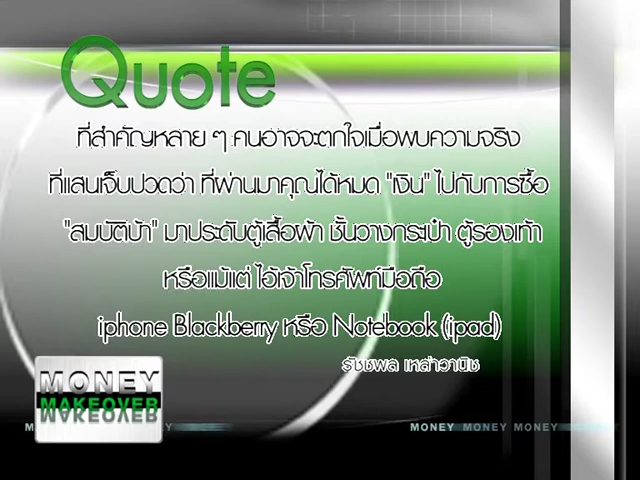 Quote
ที่สำคัญหลาย ๆ คนอาจจะตกใจเมื่อพบความจริง
ที่แสนเจ็บปวดว่า ที่ผ่านมาคุณได้หมด "เงิน" ไปกับการซื้อ
"สมบัติบ้า" มาประดับตู้เสื้อผ้า ชั้นวางกระเป๋า ตู้รองเท้า
หรือแม้แต่ ไอ้เจ้าโทรศัพท์มือถือ
iphone Blackberry หรือ Notebook (ipad)
รัชชพล เหล่าวานิช
MONEY
MAKEOVER
MONEY MONEY MONEY